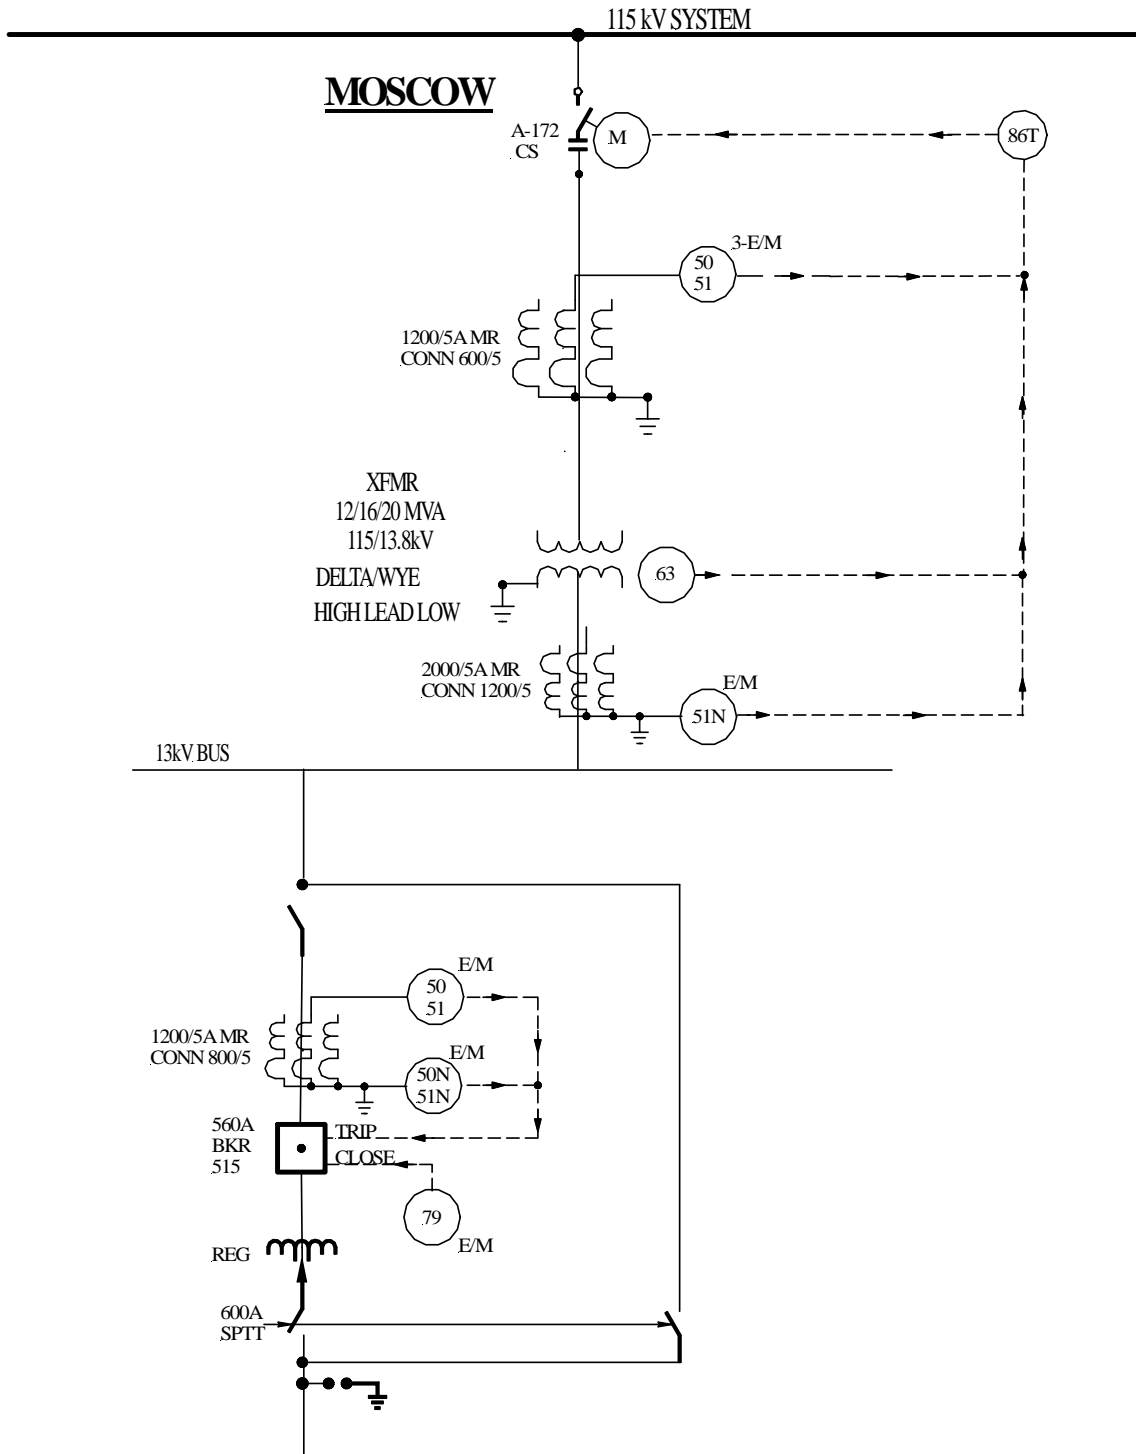 115 kV SYSTEM
MOSCOW
A-172
CS
M
86T
3-E/M
50
51
1200/5A MR
CONN 600/5
XFMR
12/16/20 MVA
115/13.8kV
DELTA/WYE
HIGH LEAD LOW
63
2000/5A MR
CONN 1200/5
E/M
51N
13kV BUS
E/M
50
51
1200/5A MR
CONN 800/5
E/M
50N
51N
560A
BKR
515
TRIP
CLOSE
79
E/M
REG
600A
SPTT